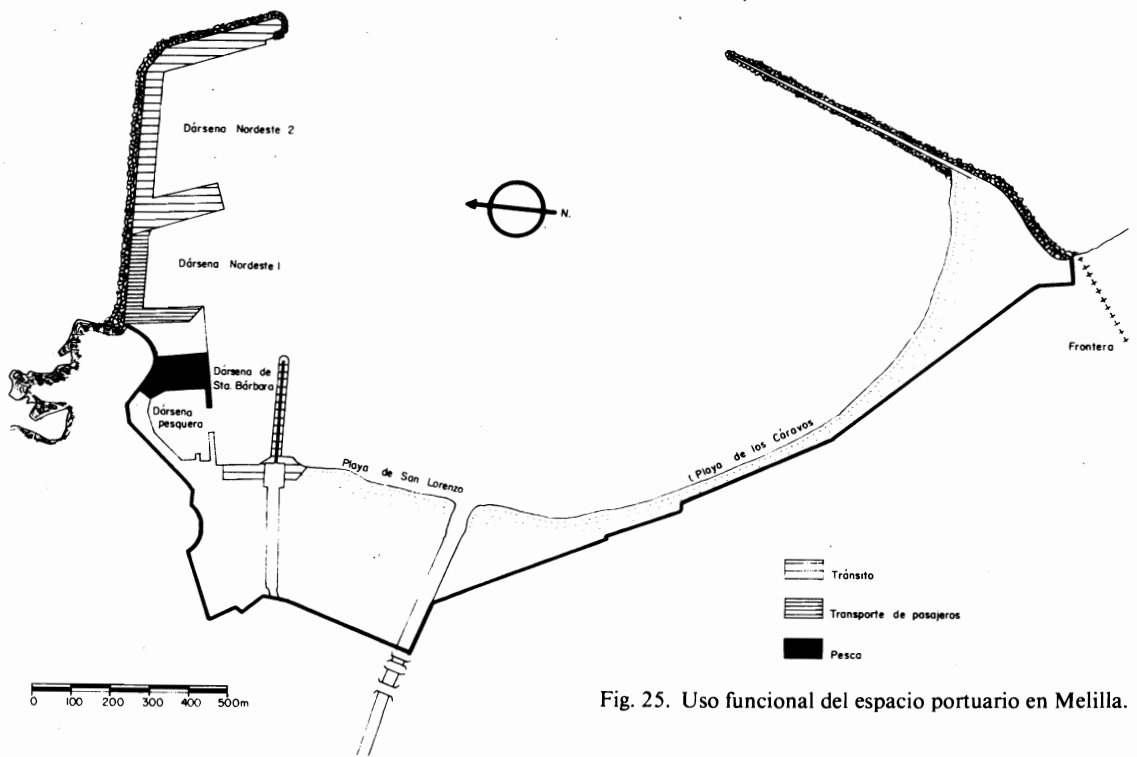 Dársena Nordeste 2
N.
Dársena Nordeste 1
Frontera
Dársena de
Sta. Bárbara
Dársena
pesquera
Playa de San Lorenzo
Playa de los Cáravos
Tránsito
Transporte de pasajeros
Pesca
0 100 200 300 400 500m
Fig. 25. Uso funcional del espacio portuario en Melilla.